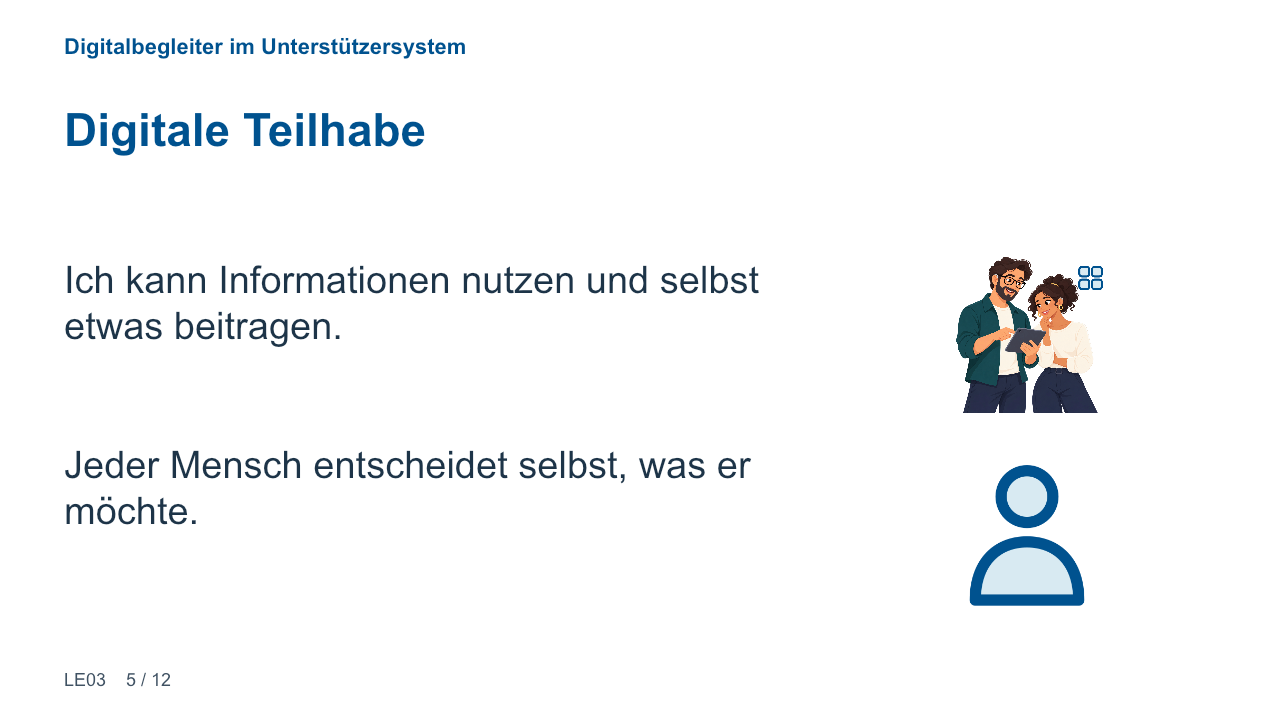 Digitalbegleiter im Unterstützersystem
Digitale Teilhabe
Ich kann Informationen nutzen und selbst
etwas beitragen.
Jeder Mensch entscheidet selbst, was er
möchte.
LE03 5 / 12